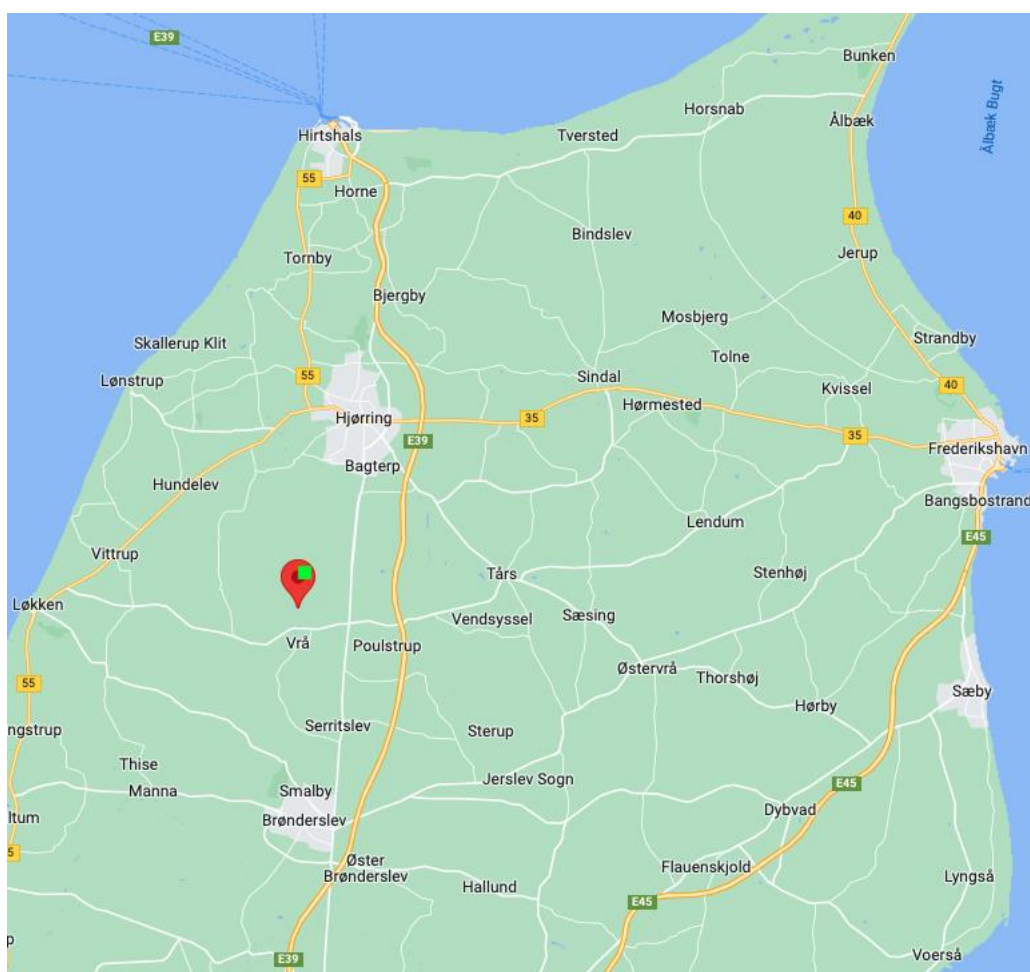 E39
Bunken
Horsnab
Ålbæk
Ålbæk Bugt
Hirtshals
Tversted
55
Horne
40
Bindslev
Jerup
Tornby
Bjergby
Mosbjerg
Strandby
Skallerup Klit
Tolne
Lønstrup
55
Sindal
Kvissel
40
Hørmested
Hjørring
35
35
E39
Frederikshavn
Bagterp
Hundelev
Bangsbostrand
Lendum
E45
Vittrup
Tårs
Stenhøj
Løkken
Vendsyssel
Sæsing
Vrå
Poulstrup
Østervrå
Thorshøj
55
Sæby
Hørby
Serritslev
ngstrup
Sterup
Thise
Jerslev Sogn
Manna
Smalby
E45
Dybvad
ltum
Brønderslev
5
Øster
Brønderslev
Flauenskjold
Hallund
Lyngså
E45
p
Voerså
E39